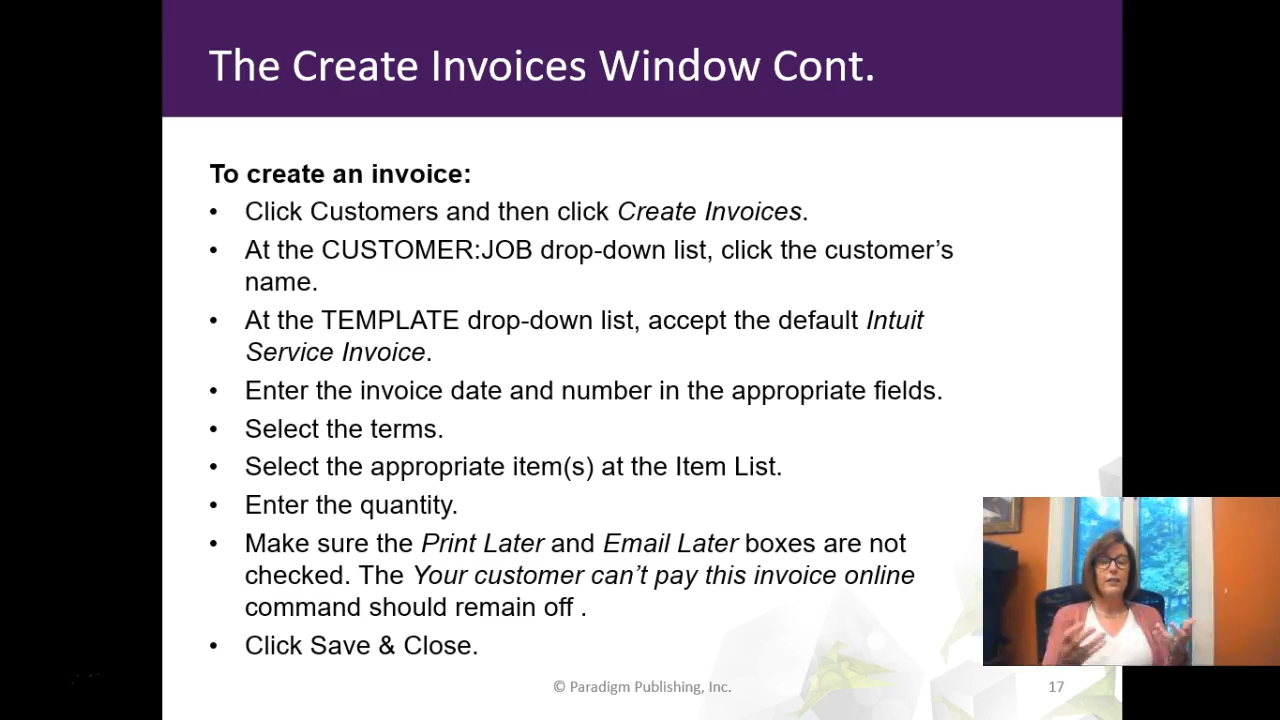 The Create Invoices Window Cont.
To create an invoice:
• Click Customers and then click Create Invoices.
• At the CUSTOMER:JOB drop-down list, click the customer’s
name.
• At the TEMPLATE drop-down list, accept the default Intuit
Service Invoice.
• Enter the invoice date and number in the appropriate fields.
• Select the terms.
• Select the appropriate item(s) at the Item List.
• Enter the quantity.
• Make sure the Print Later and Email Later boxes are not
checked. The Your customer can’t pay this invoice online
command should remain off .
• Click Save & Close.
© Paradigm Publishing, Inc.
17